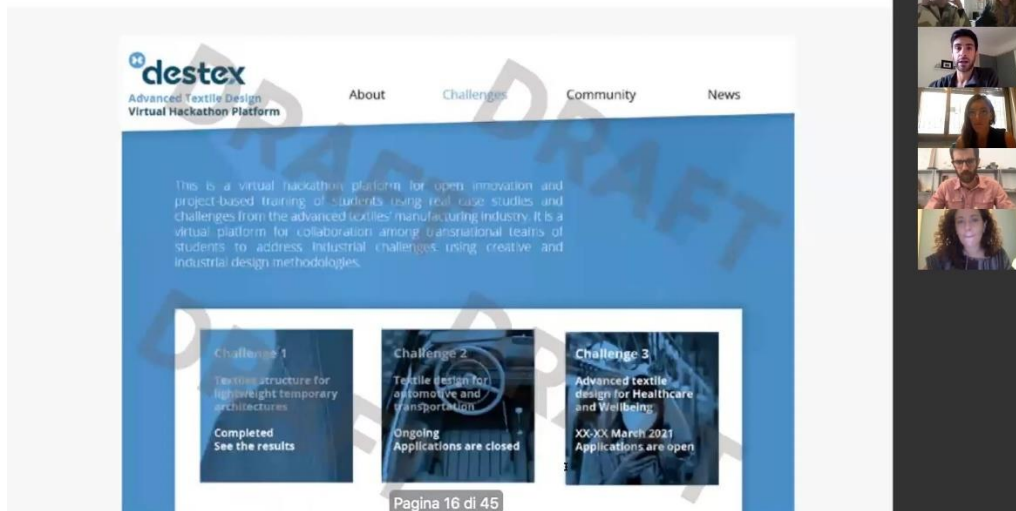 destex
Advanced Textile Design
Virtual Hackathon Platform
About
Challenges
Community
News
This is a virtual hackathon platform for open innovation and
project-based training of students using real case studies and
challenges from the advanced textiles' manufacturing industry. It is a
virtual platform for collaboration among transnational teams of
students to address industrial challenges using creative and
industrial design methodologies.
Challenge 1
Textiles structure for
lightweight temporary
architectures
Completed
See the results
Challenge 2
Textile design for
automotive and
transportation
Ongoing
Applications are closed
Challenge 3
Advanced textile
design for Healthcare
and Wellbeing
XX-XX March 2021
Applications are open
DRAFT
DRAFT
DRAFT
DRAFT
Pagina 16 di 45